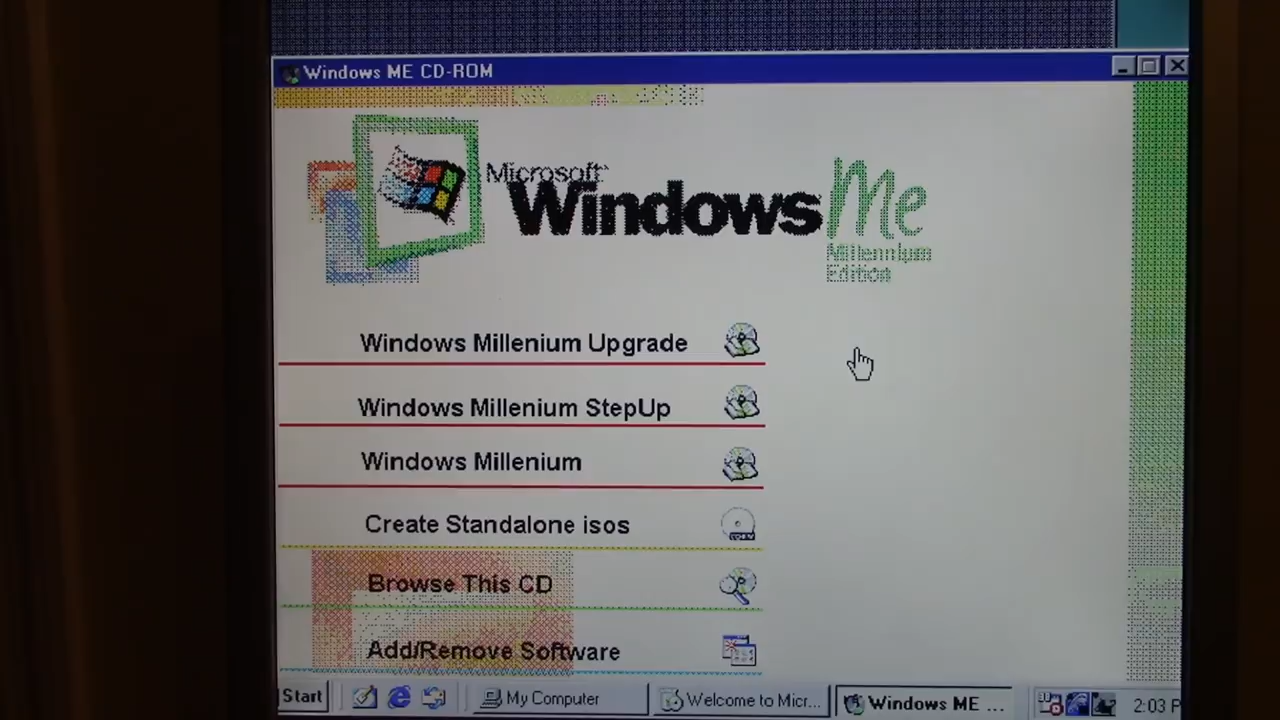 Windows ME CD-ROM
Microsoft
Windows Me
Millennium
Edition
Windows Millenium Upgrade
Windows Millenium StepUp
Windows Millenium
Create Standalone isos
Browse This CD
Add/Remove Software
Start My Computer Welcome to Micr... Windows ME ... 2:03 P